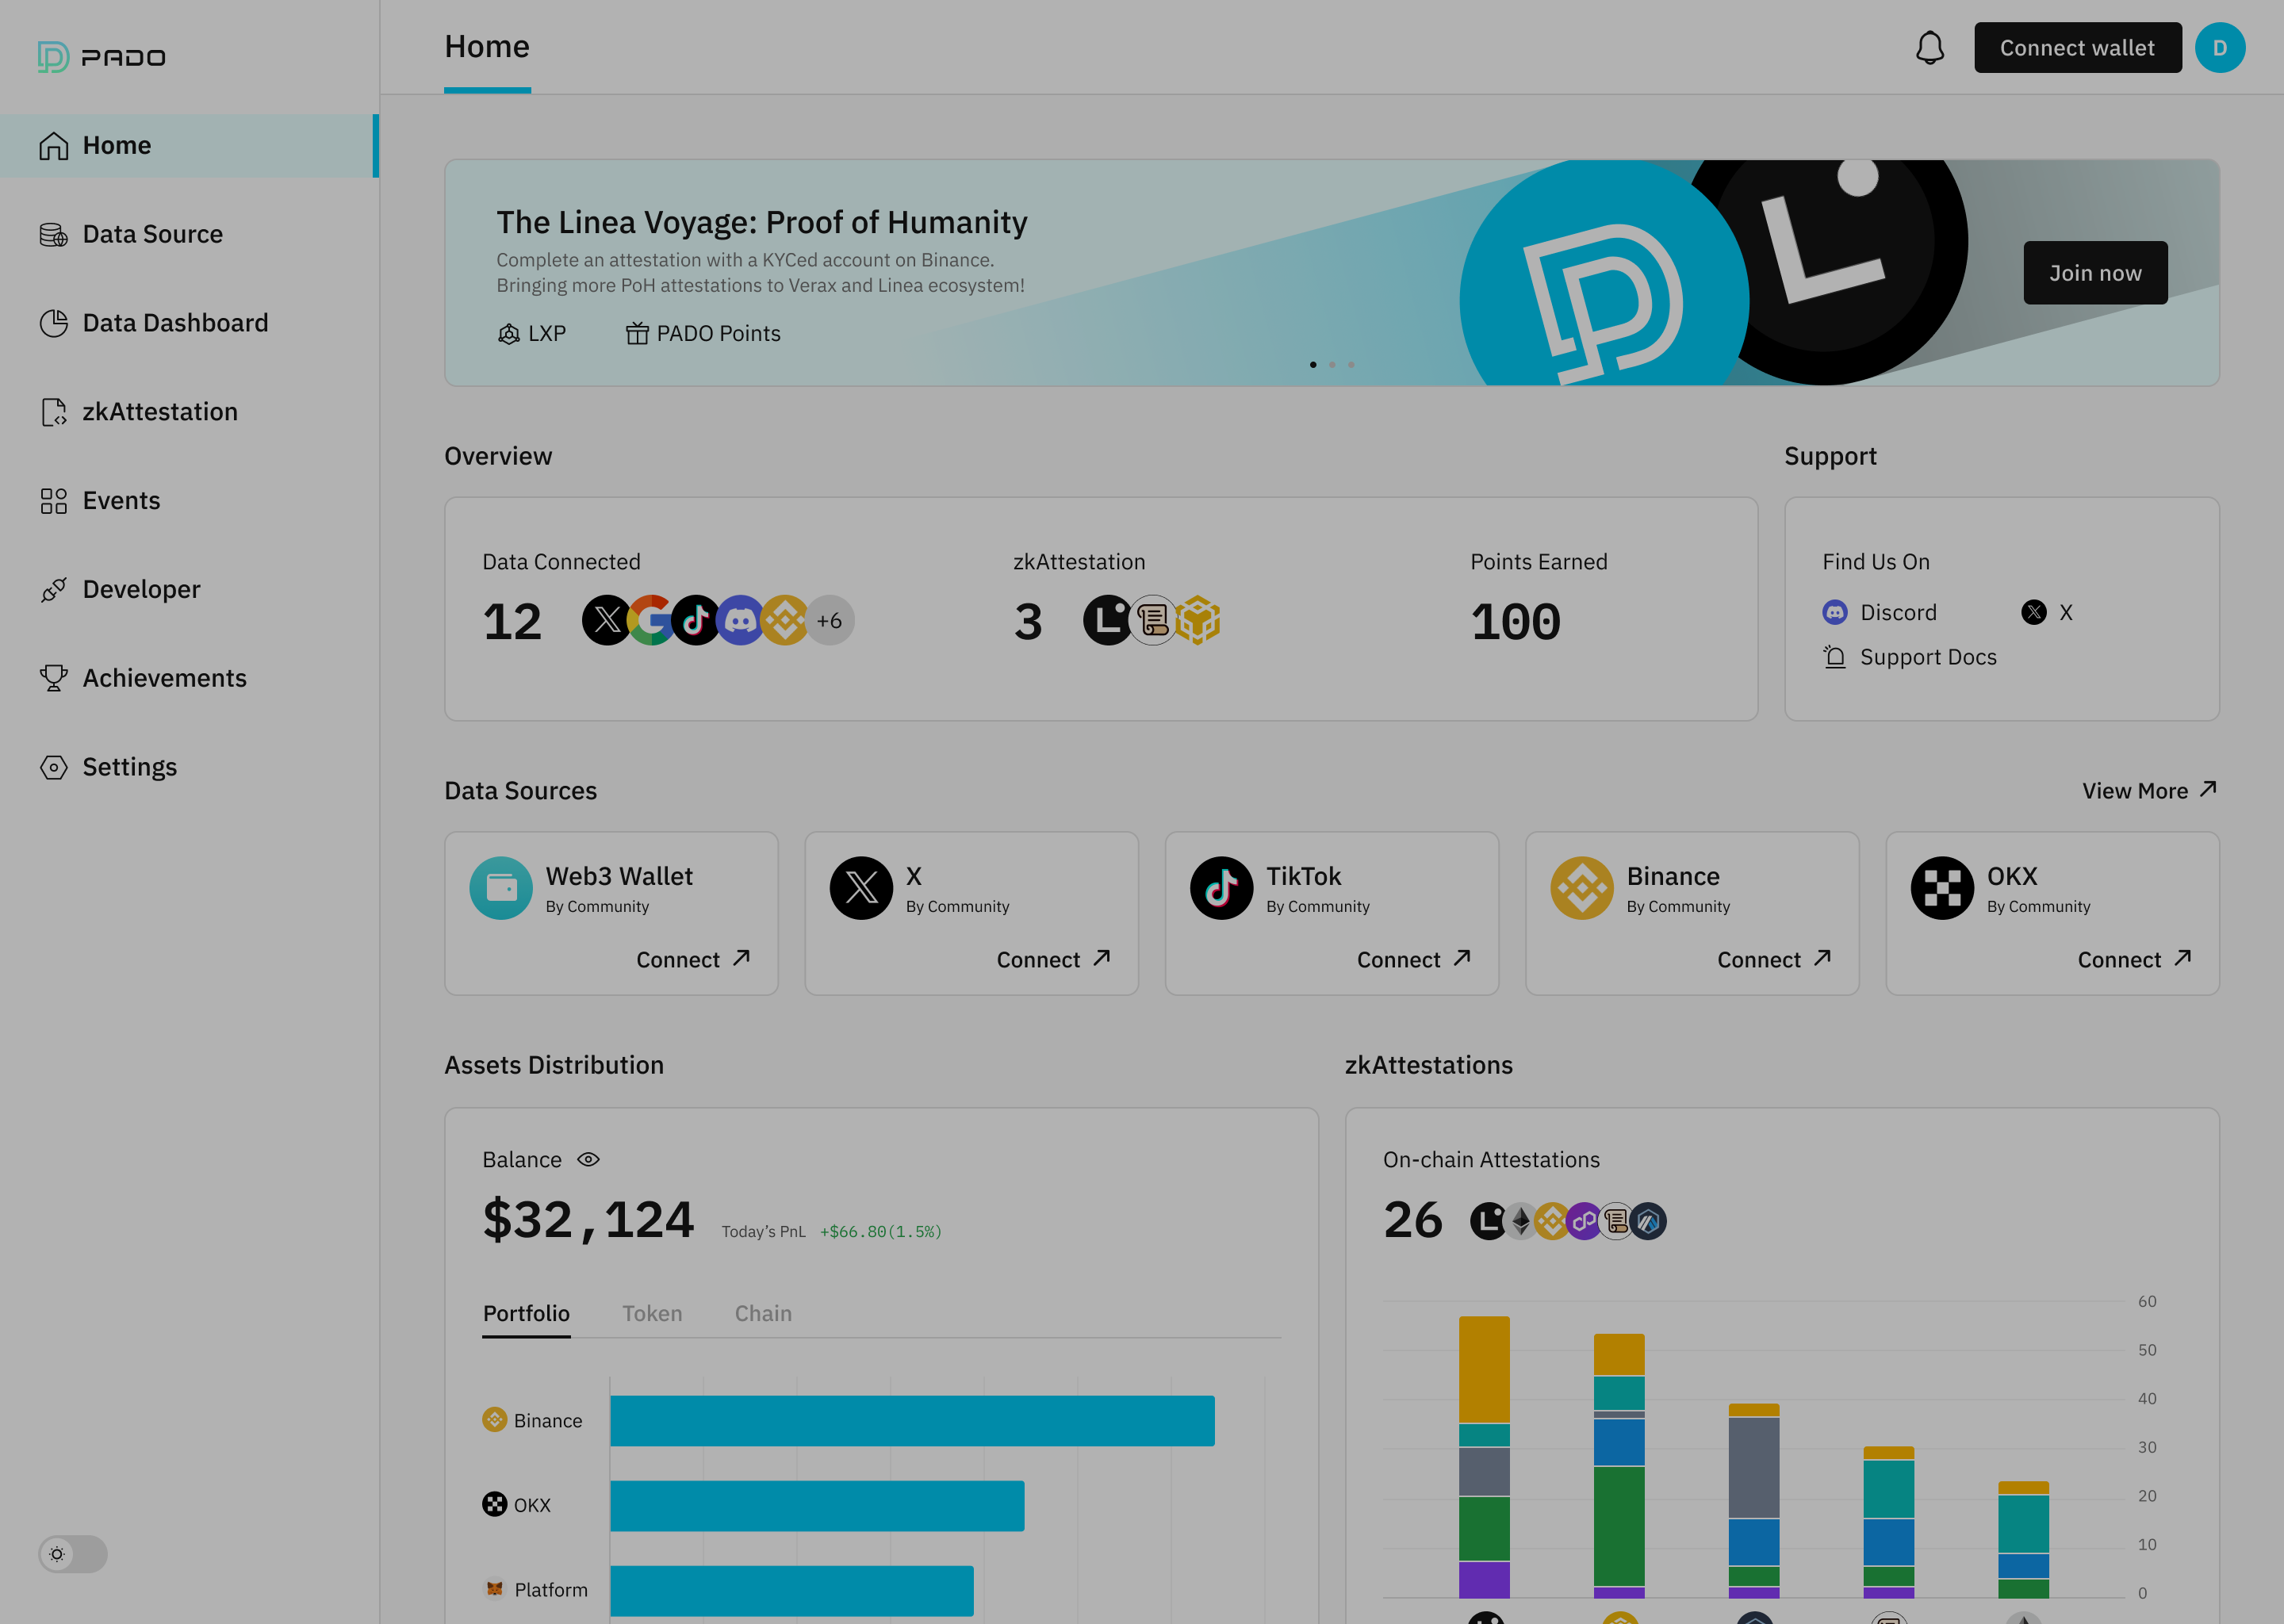 PADO
Home
Data Source
Data Dashboard
zkAttestation
Events
Developer
Achievements
Settings
Home
Connect wallet
D
The Linea Voyage: Proof of Humanity
Complete an attestation with a KYCed account on Binance.
Bringing more PoH attestations to Verax and Linea ecosystem!
LXP
PADO Points
Join now
Overview
Data Connected
12
+6
zkAttestation
3
Points Earned
100
Support
Find Us On
Discord
X
Support Docs
Data Sources
View More
Web3 Wallet
By Community
Connect
X
By Community
Connect
TikTok
By Community
Connect
Binance
By Community
Connect
OKX
By Community
Connect
Assets Distribution
Balance
$32,124
Today’s PnL +$66.80(1.5%)
Portfolio
Token
Chain
Binance
OKX
Platform
zkAttestations
On-chain Attestations
26
60
50
40
30
20
10
0